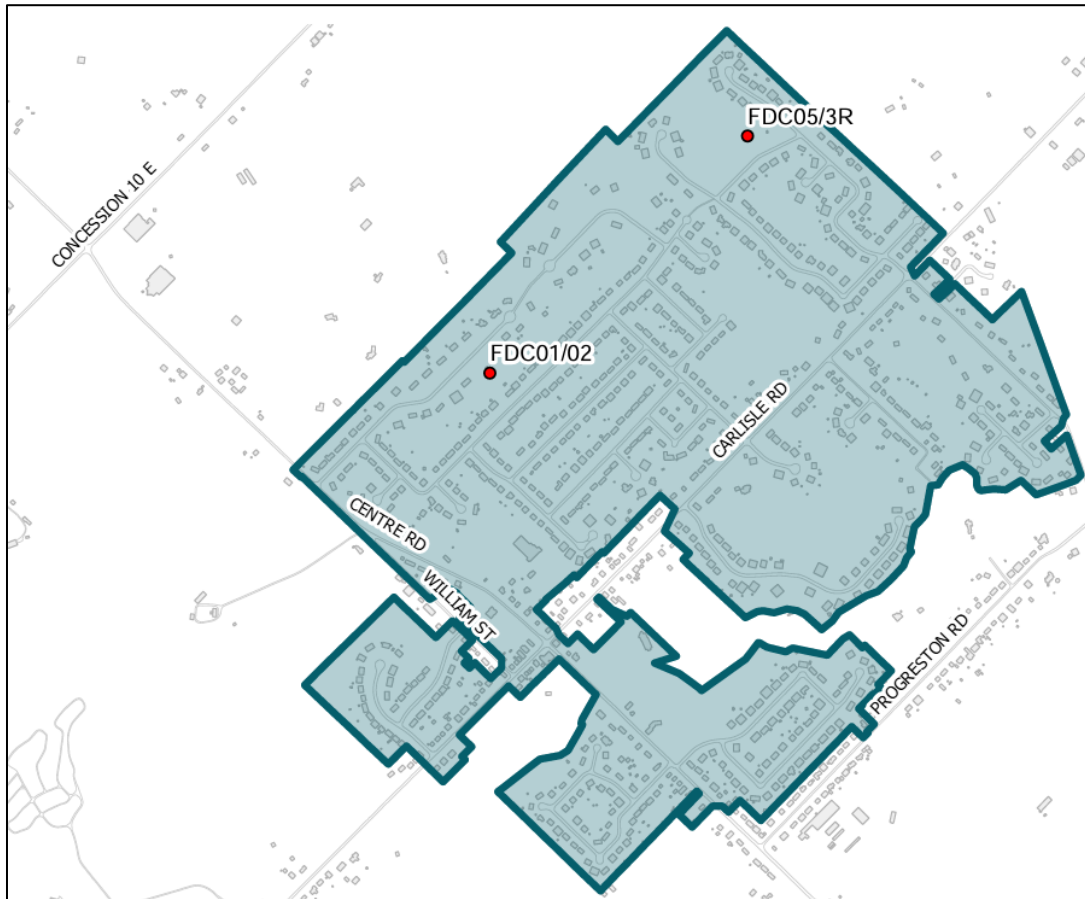 FDC05/3R
CONCESSION 10 E
FDC01/02
CARLISLE RD
CENTRE RD
WILLIAM ST
PROGRESTON RD